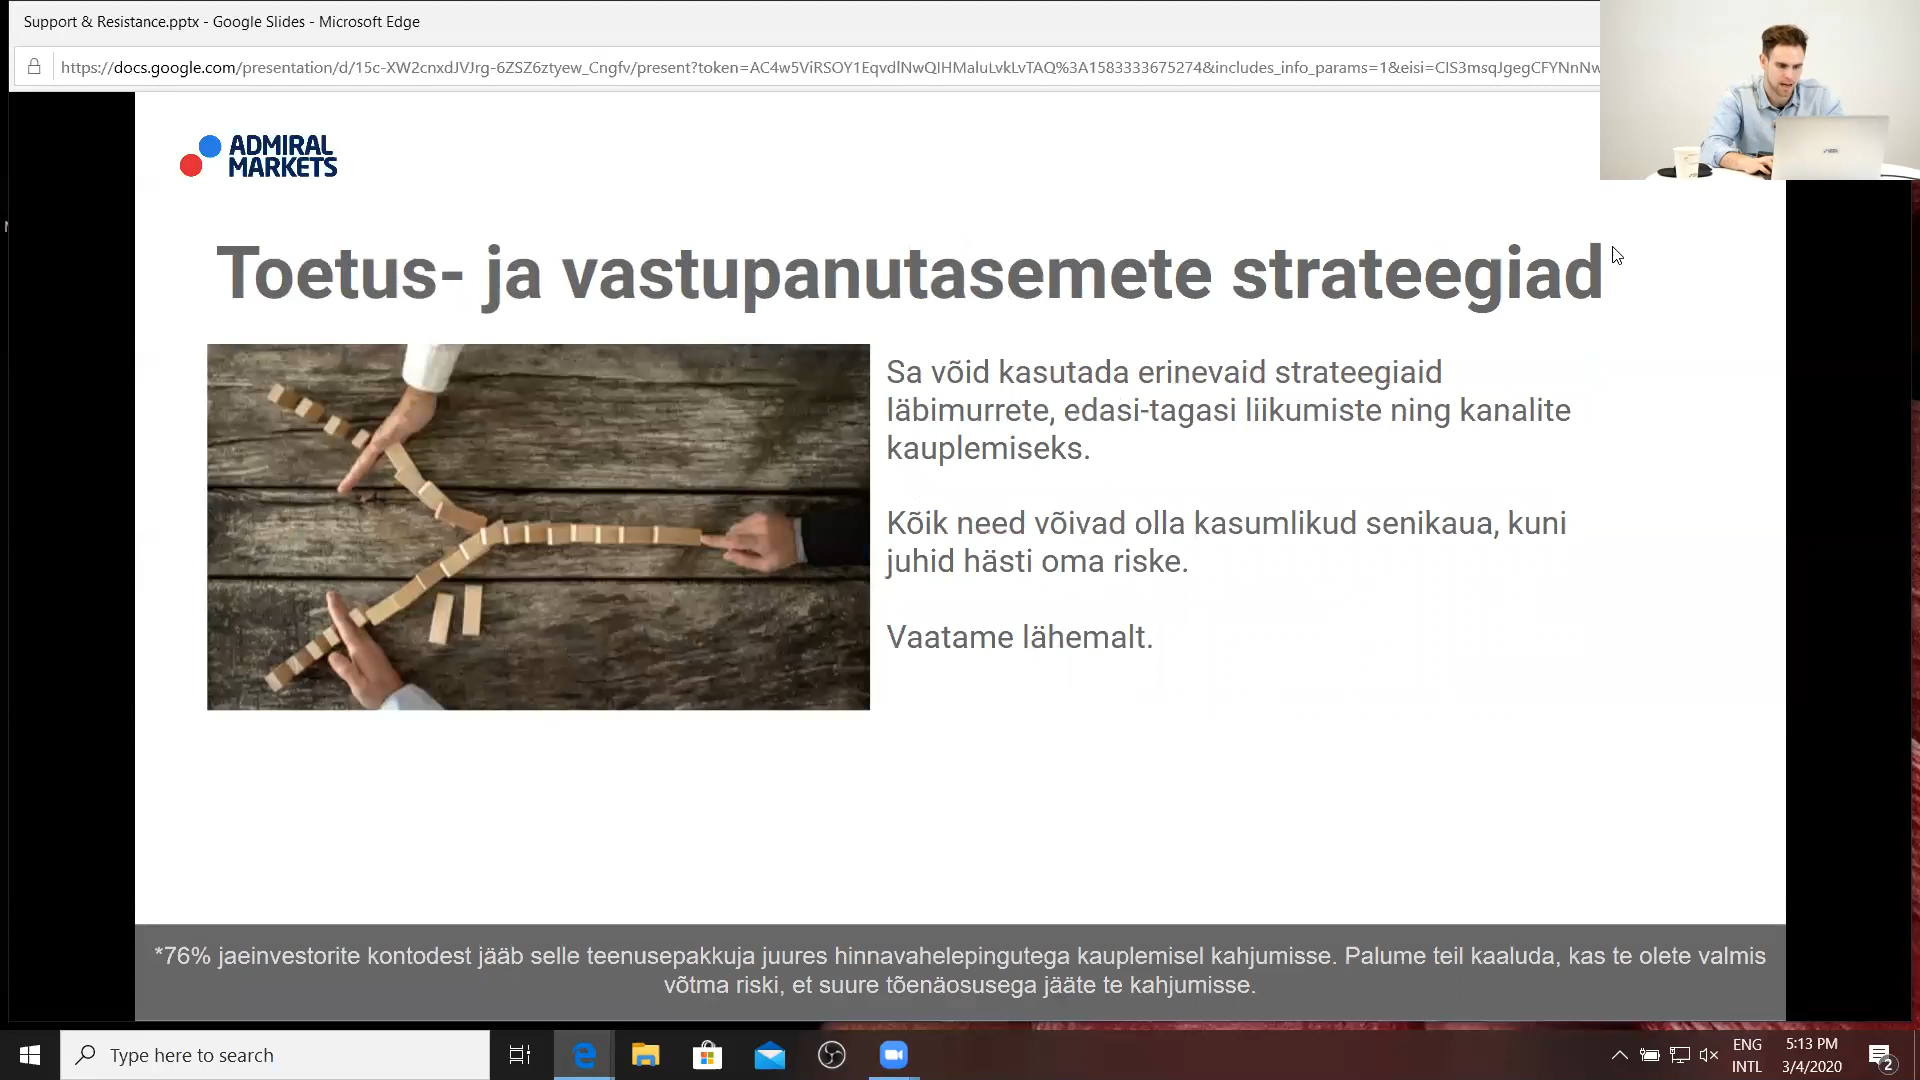 Support & Resistance.pptx - Google Slides - Microsoft Edge
https://docs.google.com/presentation/d/15c-XW2cnxdJVJrg-6ZSZ6ztyew_Cngfv/present?token=AC4w5ViRSOY1EqvdlNwQIHMaluLvkLvTAQ%3A1583333675274&includes_info_params=1&eisi=CIS3msqJgegCFYNnNw
ADMIRAL
MARKETS
Toetus- ja vastupanutasemete strateegiad
Sa võid kasutada erinevaid strateegiaid
läbimurrete, edasi-tagasi liikumiste ning kanalite
kauplemiseks.
Kõik need võivad olla kasumlikud senikaua, kuni
juhid hästi oma riske.
Vaatame lähemalt.
*76% jaeinvestorite kontodest jääb selle teenusepakkuja juures hinnavahelepingutega kauplemisel kahjumisse. Palume teil kaaluda, kas te olete valmis
võtma riski, et suure tõenäosusega jääte te kahjumisse.
Type here to search
ENG
INTL
5:13 PM
3/4/2020
2